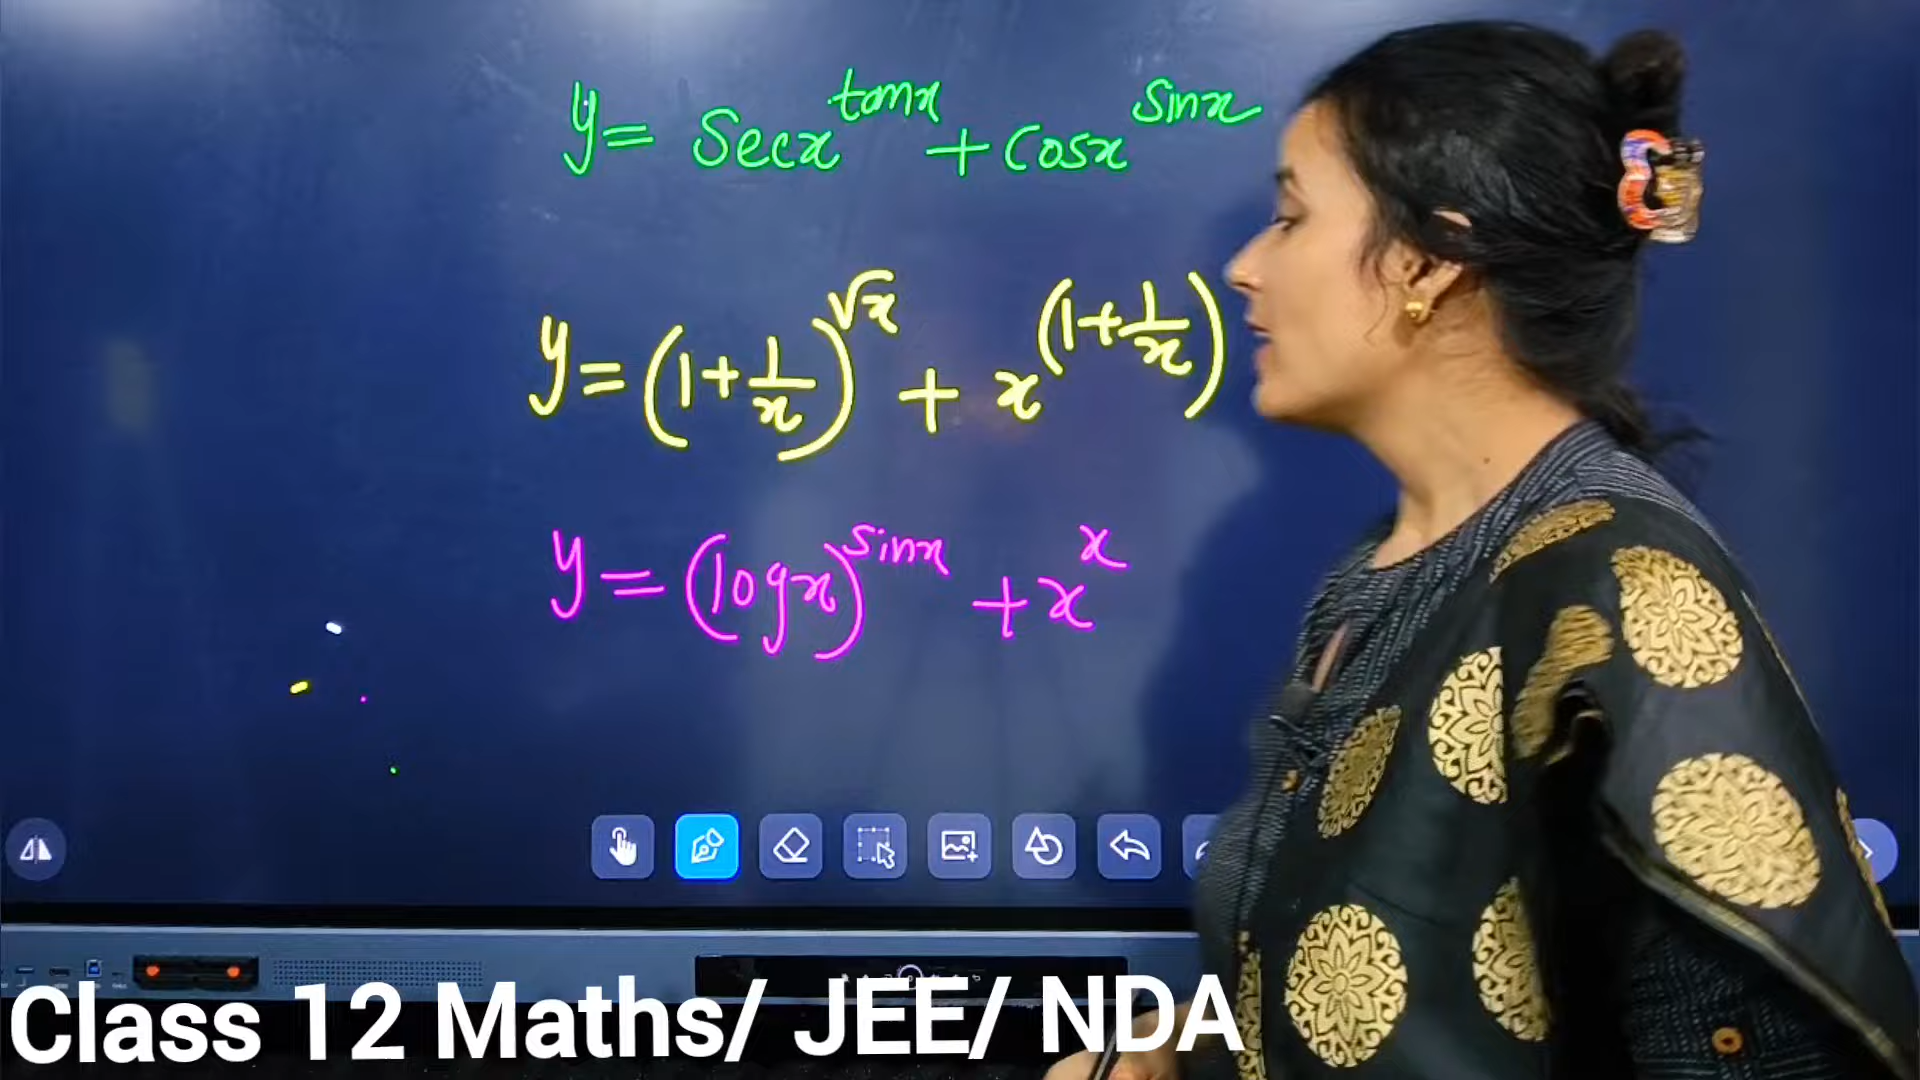 y = Secx^tanx + Cosx^sinx
y = (1+1/x)^√x + x^(1+1/x)
y = (logx)^sinx + x^x
Class 12 Maths/ JEE/ NDA